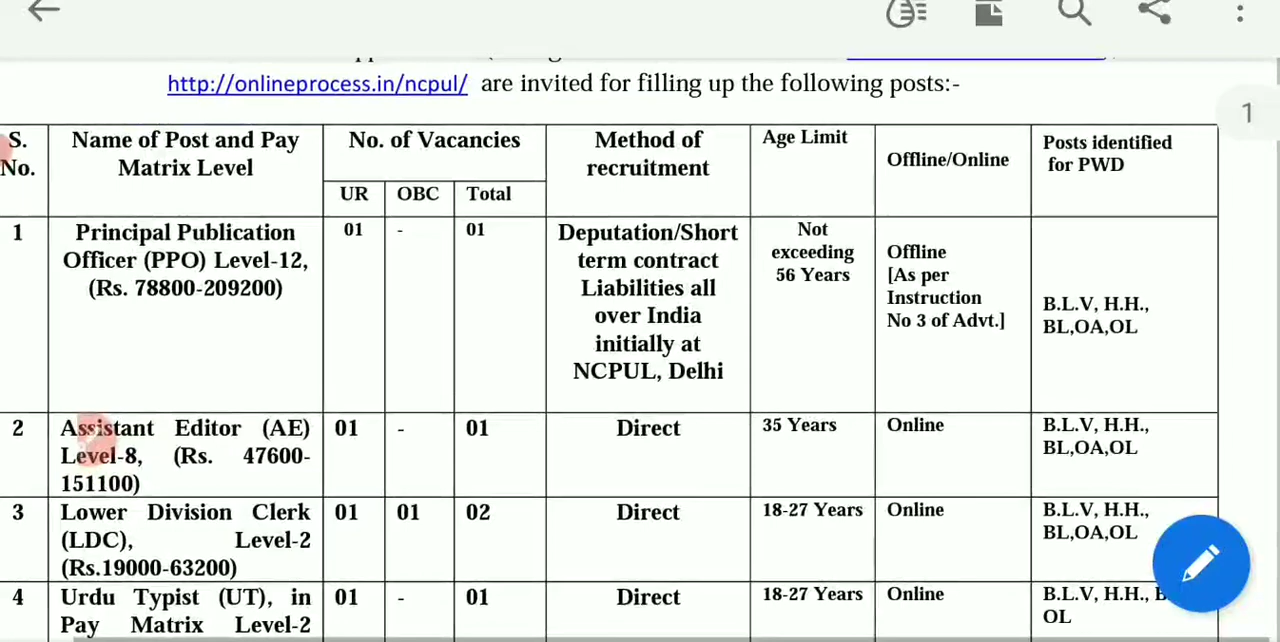 http://onlineprocess.in/ncpul/ are invited for filling up the following posts:-
1
S. No.
Name of Post and Pay Matrix Level
No. of Vacancies
UR OBC Total
Method of recruitment
Age Limit
Offline/Online
Posts identified for PWD
1
Principal Publication
Officer (PPO) Level-12,
(Rs. 78800-209200)
01 - 01
Deputation/Short
term contract
Liabilities all
over India
initially at
NCPUL, Delhi
Not
exceeding
56 Years
Offline
[As per
Instruction
No 3 of Advt.]
B.L.V, H.H.,
BL,OA,OL
2
Assistant Editor (AE)
Level-8, (Rs. 47600-
151100)
01 - 01
Direct
35 Years
Online
B.L.V, H.H.,
BL,OA,OL
3
Lower Division Clerk
(LDC), Level-2
(Rs.19000-63200)
01 01 02
Direct
18-27 Years
Online
B.L.V, H.H.,
BL,OA,OL
4
Urdu Typist (UT), in
Pay Matrix Level-2
01 - 01
Direct
18-27 Years
Online
B.L.V, H.H.,
OL